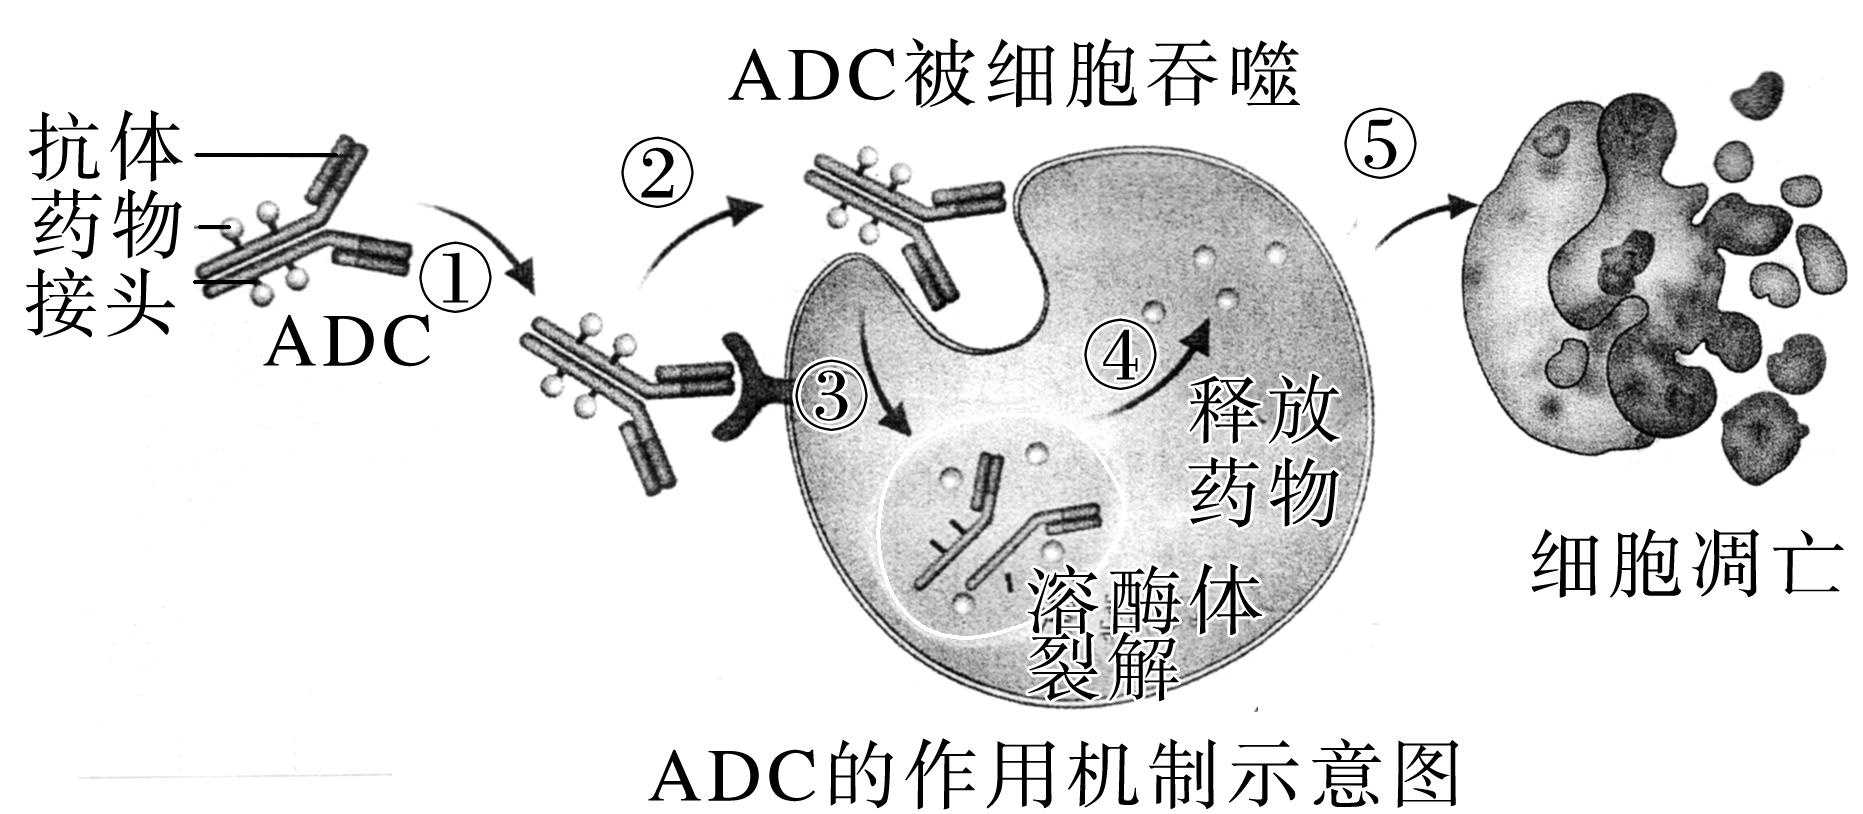 ADC被细胞吞噬
抗体
药物
接头
ADC
①
②
③
④
⑤
释放
药物
溶酶体
裂解
细胞凋亡
ADC的作用机制示意图